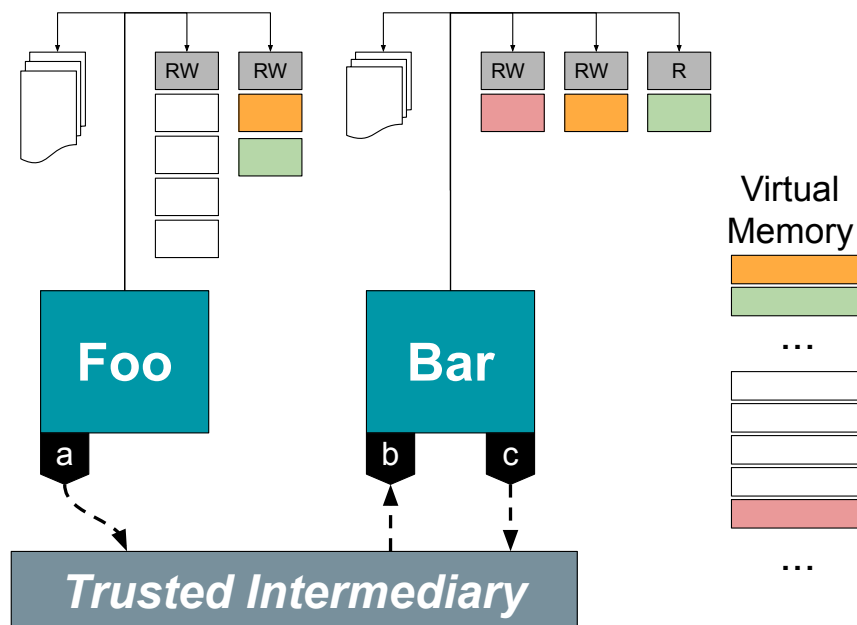 RW
RW
RW
RW
R
Virtual
Memory
...
Foo
Bar
a
b
c
...
Trusted Intermediary